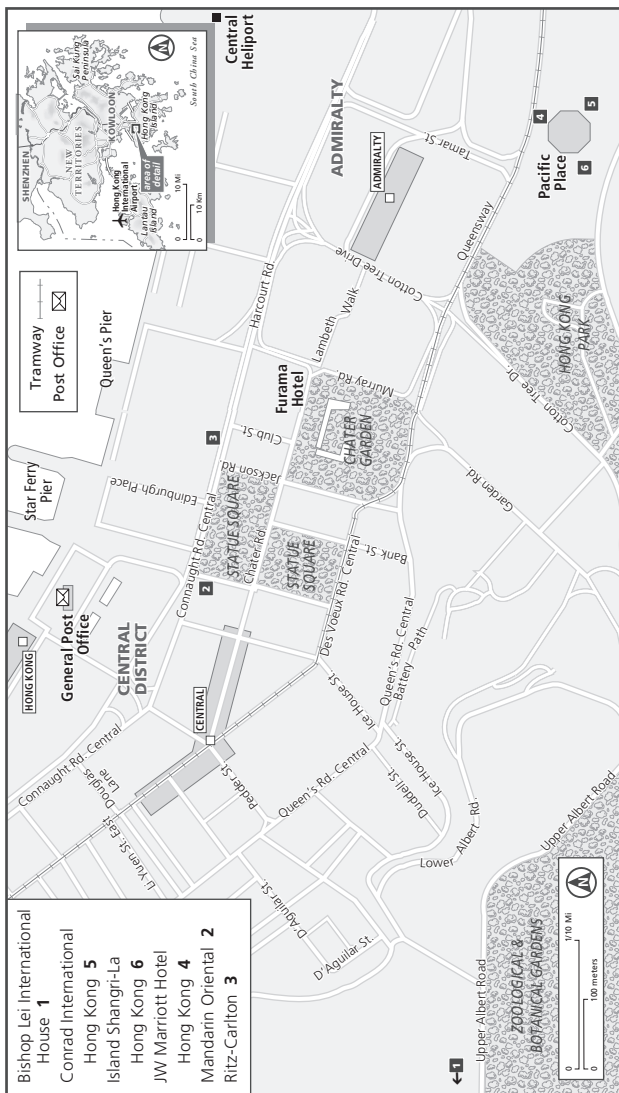 Bishop Lei International
House 1
Conrad International
Hong Kong 5
Island Shangri-La
Hong Kong 6
JW Marriott Hotel
Hong Kong 4
Mandarin Oriental 2
Ritz-Carlton 3
Tramway
Post Office
SHENZHEN
NEW
TERRITORIES
Sai Kung
Peninsula
KOWLOON
Hong Kong
International
Airport
Lantau
Island
Hong Kong
Island
area of
detail
South China Sea
0 10 Mi
0 10 Km
N
HONG KONG
General Post
Office
Star Ferry
Pier
Queen's Pier
Central
Heliport
CENTRAL
DISTRICT
Connaught Rd. Central
Douglas
Lane
Li Yuen St. East
CENTRAL
Pedder St.
Connaught Rd. Central
Edinburgh Place
2
STATUE SQUARE
Chater Rd
STATUE
SQUARE
Jackson Rd.
3
Club St.
Furama
Hotel
CHATER
GARDEN
Harcourt Rd.
Lambeth
Walk
Murray Rd.
Cotton Tree Drive
ADMIRALTY
ADMIRALTY
Tamar St.
Queensway
Pacific
Place
4
5
6
HONG KONG
PARK
Cotton Tree Dr
Garden Rd.
Bank St.
Des Voeux Rd. Central
Queen's Rd. Central
Battery Path
Ice House St.
Ice House St.
Duddell St.
Queen's Rd. Central
D'Aguilar St.
D'Aguilar St.
Lower Albert Rd
Upper Albert Road
Upper Albert Road
1
ZOOLOGICAL &
BOTANICAL GARDENS
0 1/10 Mi
0 100 meters
N